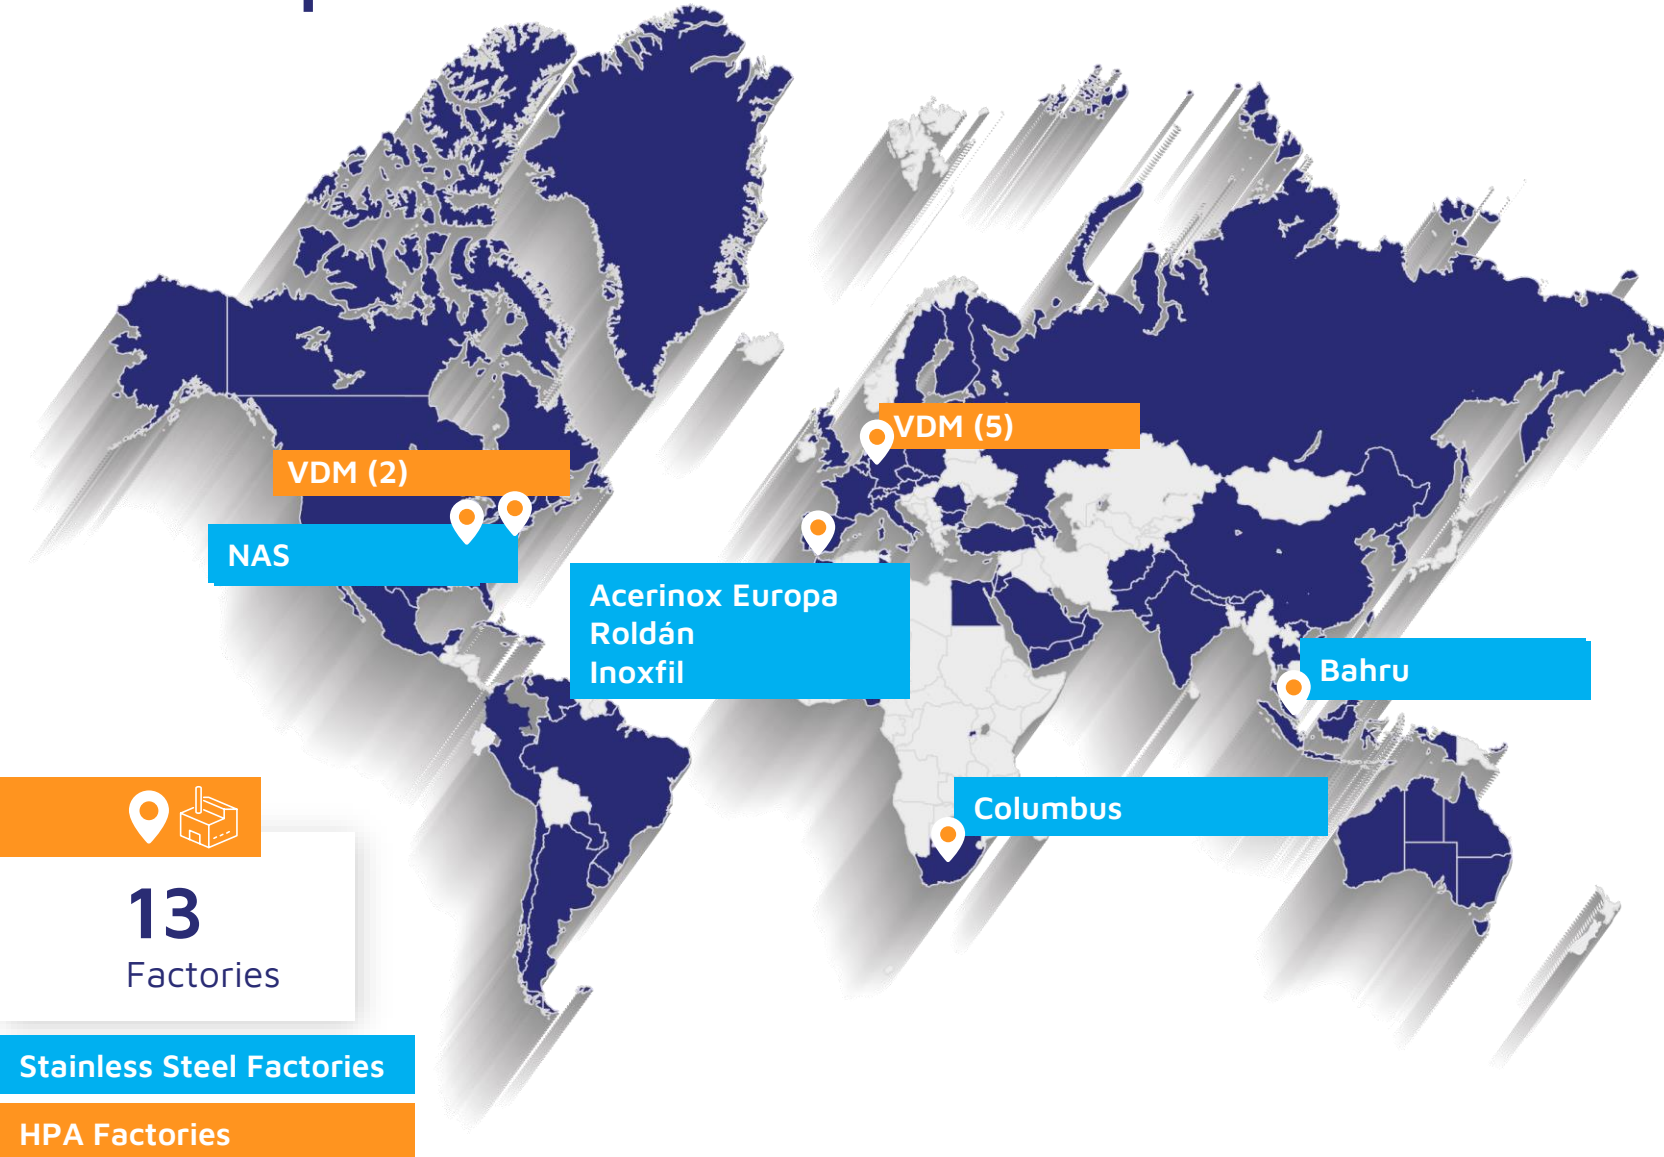 VDM (5)
VDM (2)
NAS
Acerinox Europa
Roldán
Inoxfil
Bahru
Columbus
13
Factories
Stainless Steel Factories
HPA Factories